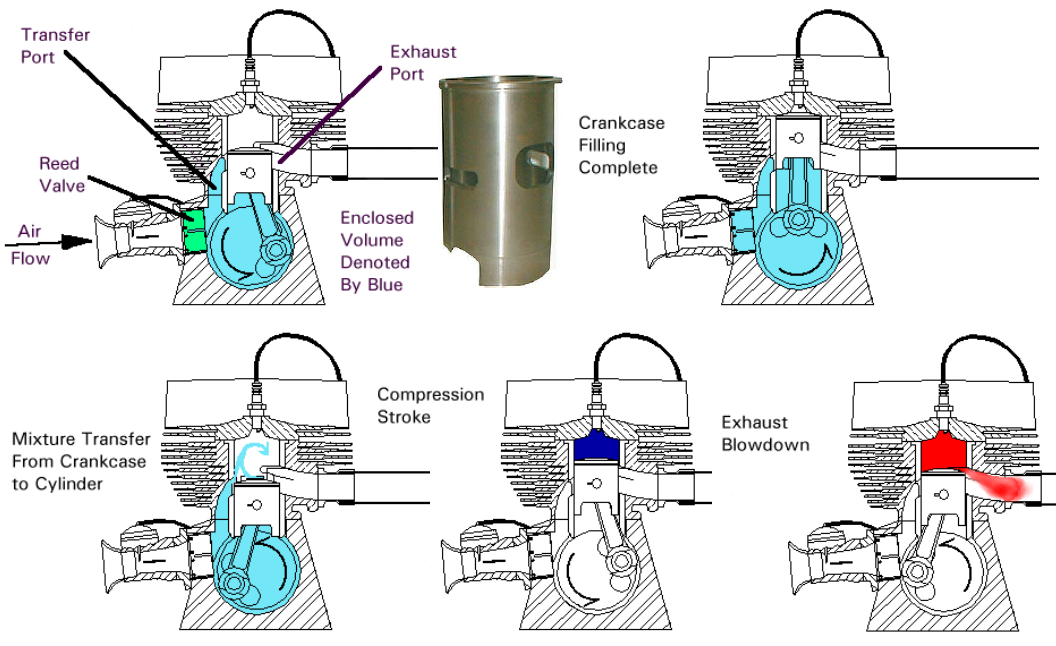 Transfer
Port
Exhaust
Port
Reed
Valve
Air
Flow
Enclosed
Volume
Denoted
By Blue
Crankcase
Filling
Complete
Mixture Transfer
From Crankcase
to Cylinder
Compression
Stroke
Exhaust
Blowdown